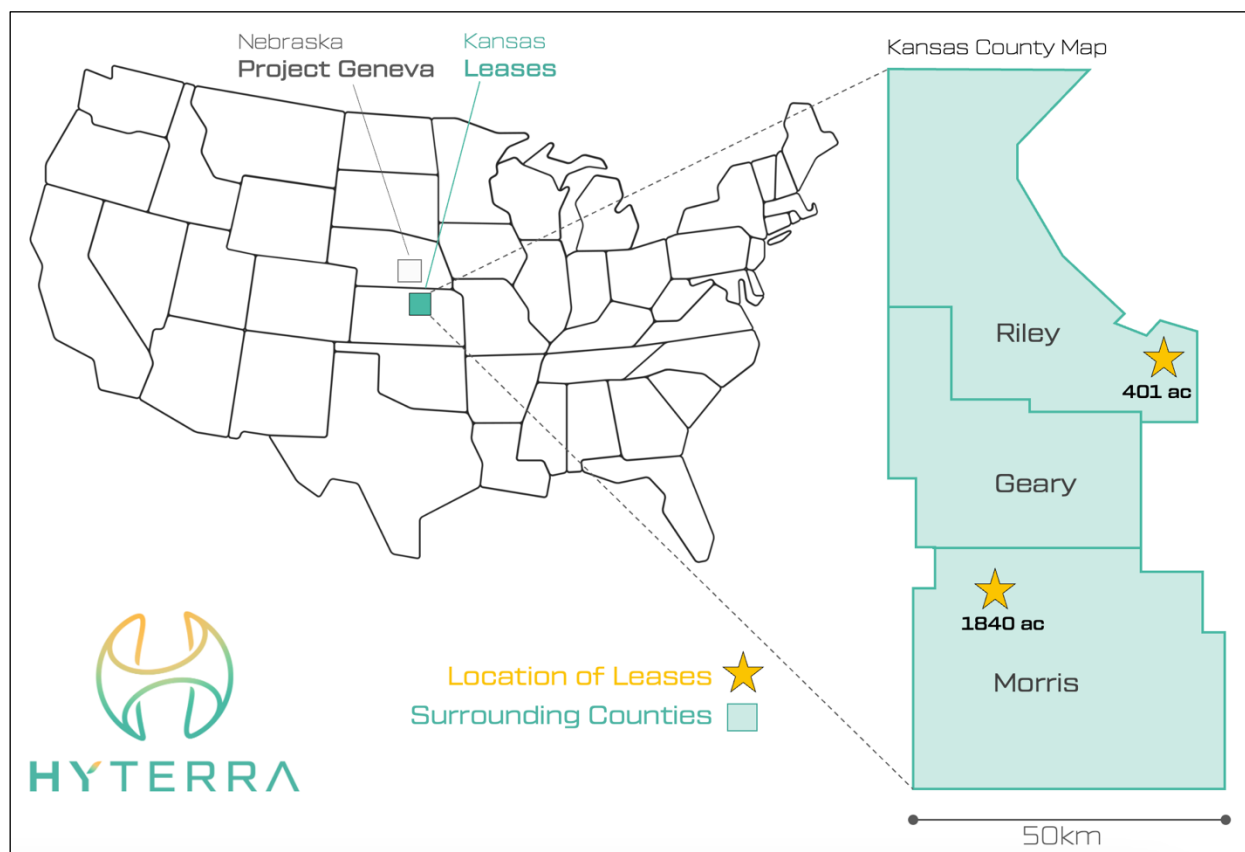 Nebraska
Project Geneva
Kansas
Leases
Kansas County Map
Riley
401 ac
Geary
1840 ac
Morris
Location of Leases
Surrounding Counties
HYTERRA
50km